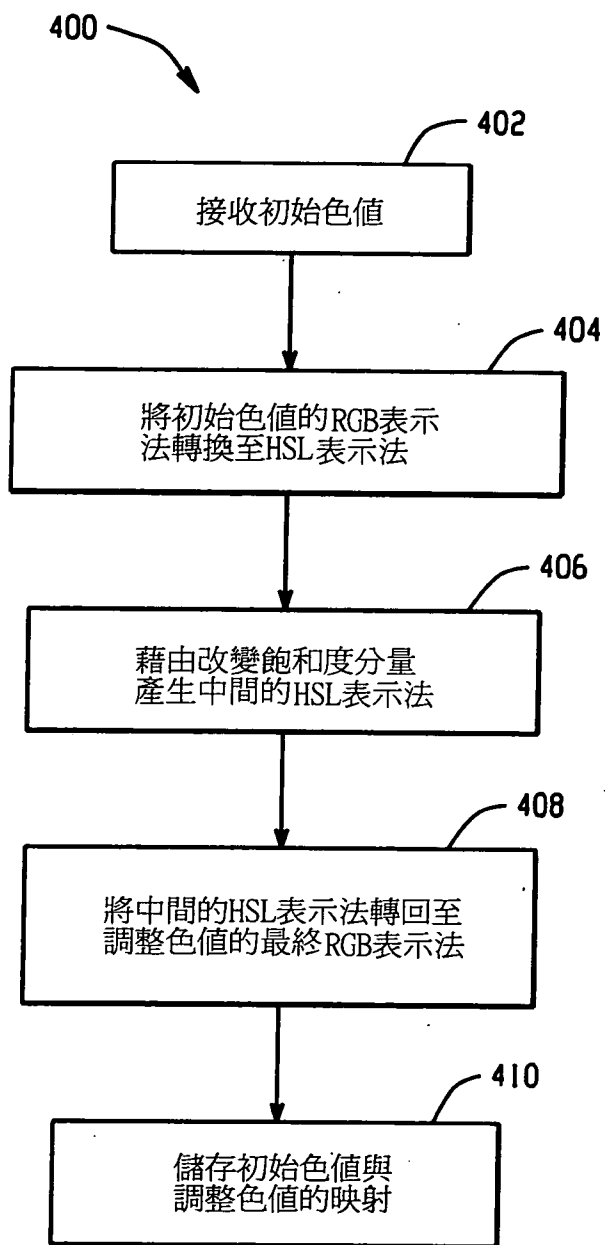 400
402
接收初始色值
404
將初始色值的RGB表示
法轉換至HSL表示法
406
藉由改變飽和度分量
產生中間的HSL表示法
408
將中間的HSL表示法轉回至
調整色值的最終RGB表示法
410
儲存初始色值與
調整色值的映射